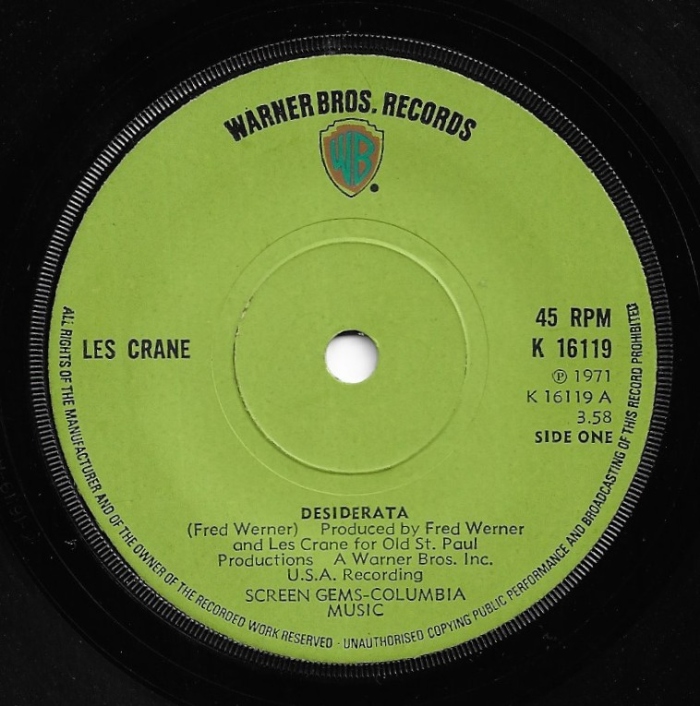 WARNER BROS. RECORDS
WB
LES CRANE
45 RPM
K 16119
Ⓟ 1971
K 16119 A
3.58
SIDE ONE
DESIDERATA
(Fred Werner) Produced by Fred Werner
and Les Crane for Old St. Paul
Productions A Warner Bros. Inc.
U.S.A. Recording
SCREEN GEMS-COLUMBIA
MUSIC
ALL RIGHTS OF THE MANUFACTURER AND OF THE OWNER OF THE RECORDED WORK RESERVED - UNAUTHORISED COPYING PUBLIC PERFORMANCE AND BROADCASTING OF THIS RECORD PROHIBITED